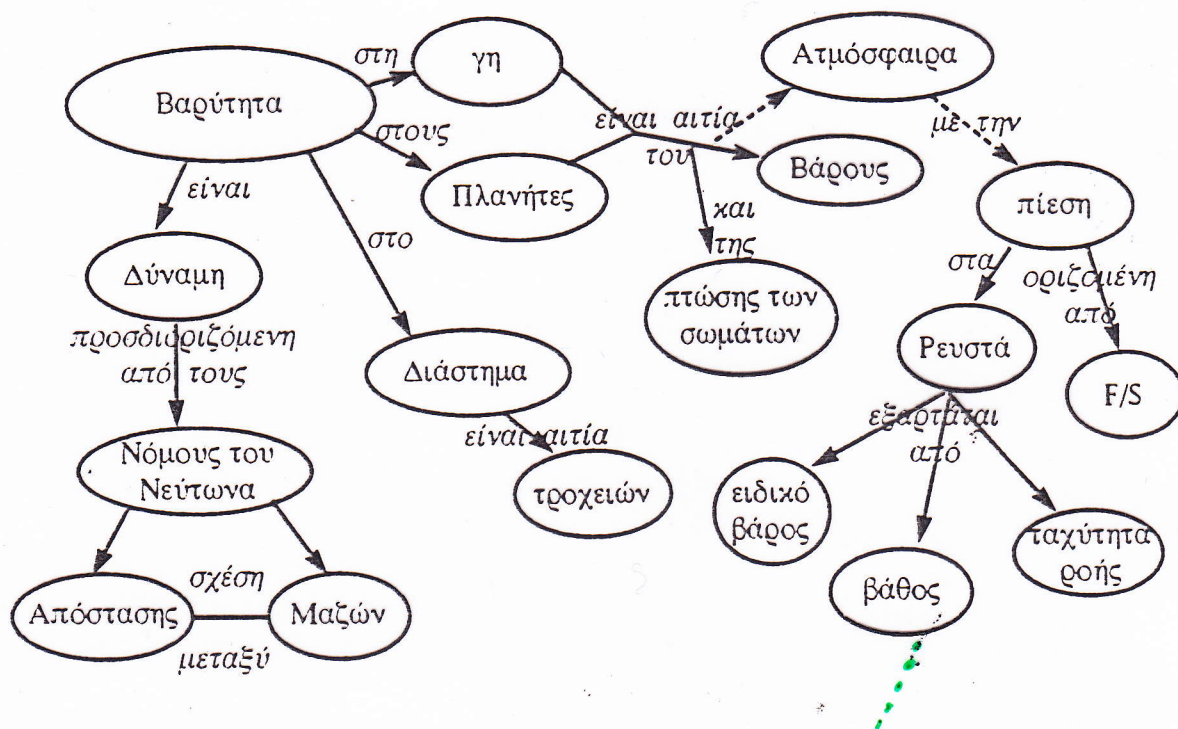 στη
γη
Ατμόσφαιρα
Βαρύτητα
είναι αιτία
του
με την
στους
Βάρους
Πλανήτες
πίεση
είναι
στο
και
της
στα
οριζομένη
από
Δύναμη
πτώσης των
σωμάτων
προσδιοριζόμενη
από τους
Διάστημα
Ρευστά
F/S
εξαρτάται
από
είναι αιτία
Νόμους του
Νεύτωνα
τροχειών
ειδικό
βάρος
ταχύτητα
ροής
βάθος
σχέση
Απόστασης
Μαζών
μεταξύ